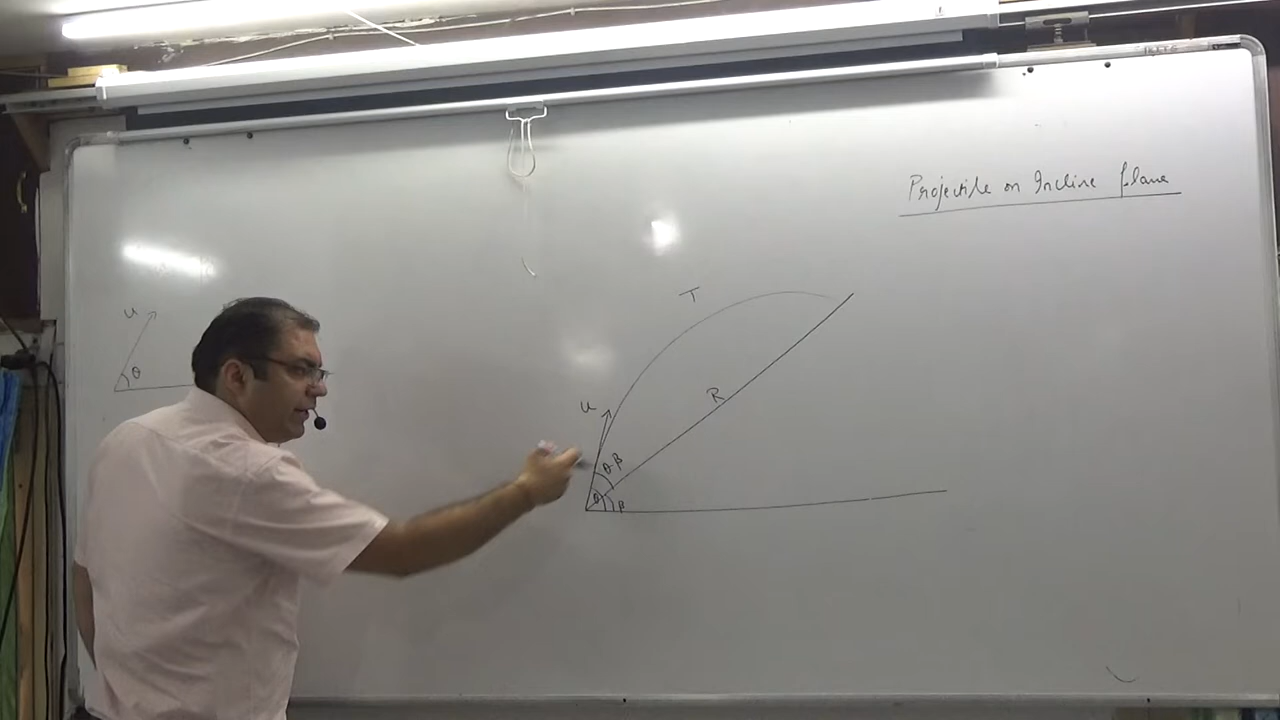 Projectile on Incline plane
T
u
θ
R
u
θ-β
θ
β